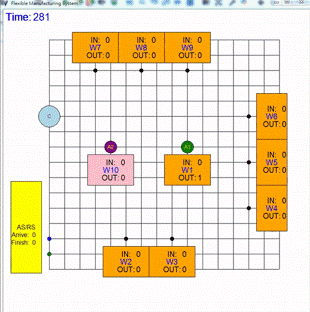 Flexible Manufacturing System
Time: 281
IN: 0
W7
OUT: 0
IN: 0
W8
OUT: 0
IN: 0
W9
OUT: 0
C
IN: 0
W6
OUT: 0
A2
A1
IN: 0
W10
OUT: 0
IN: 0
W1
OUT: 1
IN: 0
W5
OUT: 0
IN: 0
W4
OUT: 0
AS/RS
Arrive: 0
Finish: 0
IN: 0
W2
OUT: 0
IN: 0
W3
OUT: 0